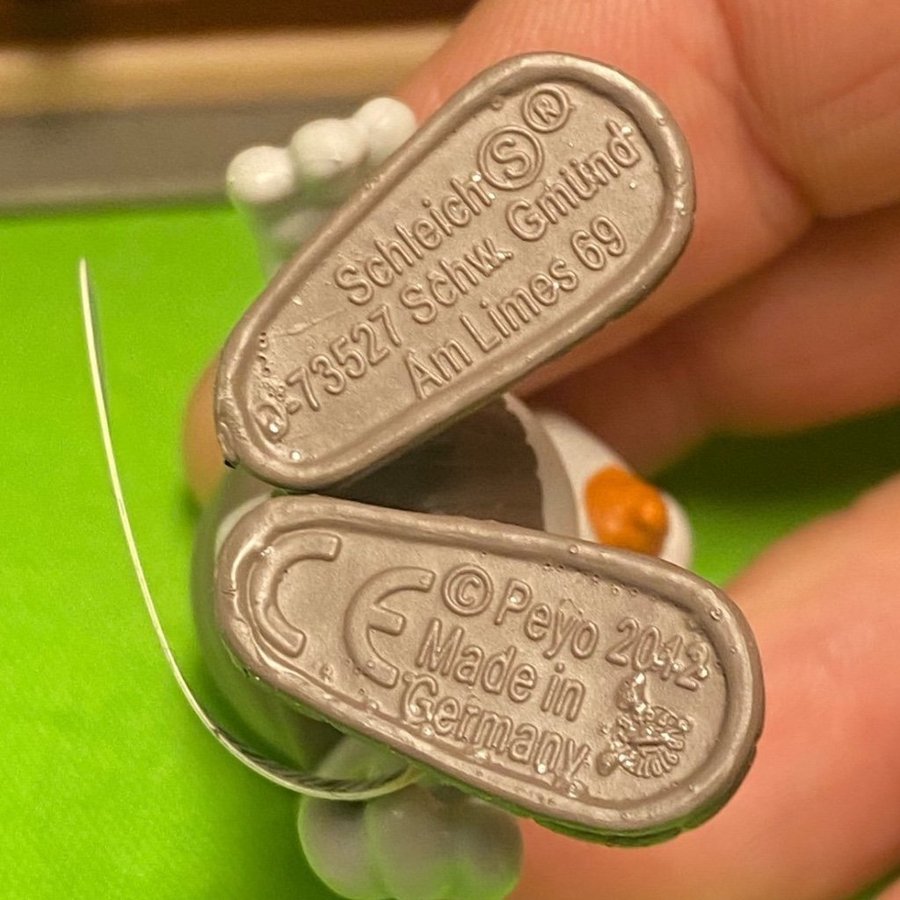 Schleich Ⓢ®
D-73527 Schw. Gmünd
Am Limes 69
CE © Peyo 2012
Made in
Germany